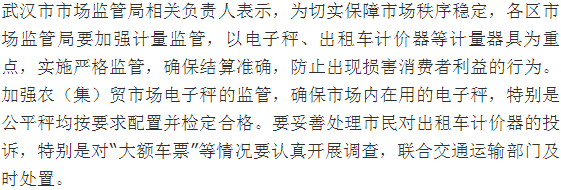 武汉市市场监管局相关负责人表示，为切实保障市场秩序稳定，各区市
场监管局要加强计量监管，以电子秤、出租车计价器等计量器具为重
点，实施严格监管，确保结算准确，防止出现损害消费者利益的行为。
加强农（集）贸市场电子秤的监管，确保市场内在用的电子秤，特别是
公平秤均按要求配置并检定合格。要妥善处理市民对出租车计价器的投
诉，特别是对“大额车票”等情况要认真开展调查，联合交通运输部门及
时处置。